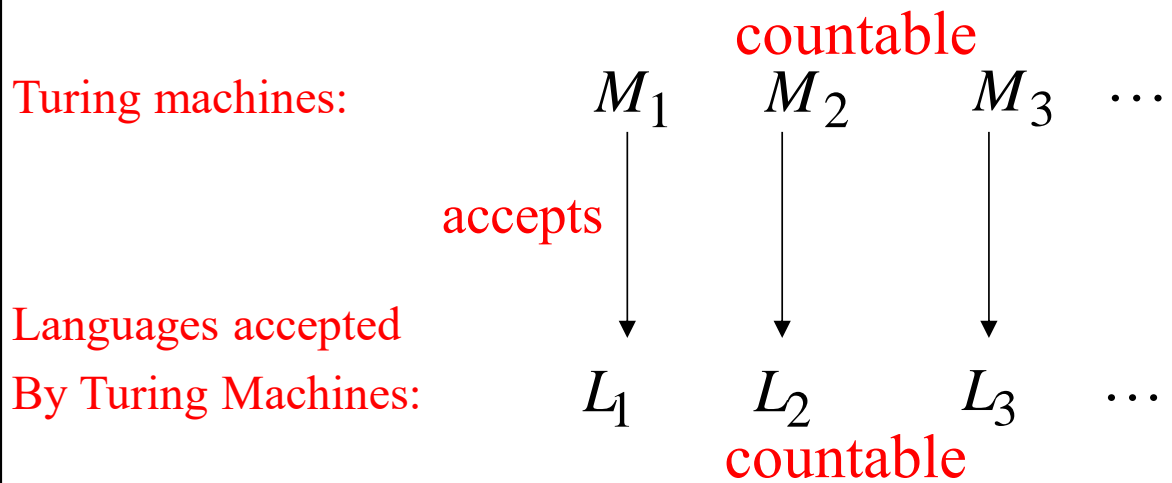 countable
Turing machines: M₁ M₂ M₃ ⋯
accepts
Languages accepted
By Turing Machines: L₁ L₂ L₃ ⋯
countable